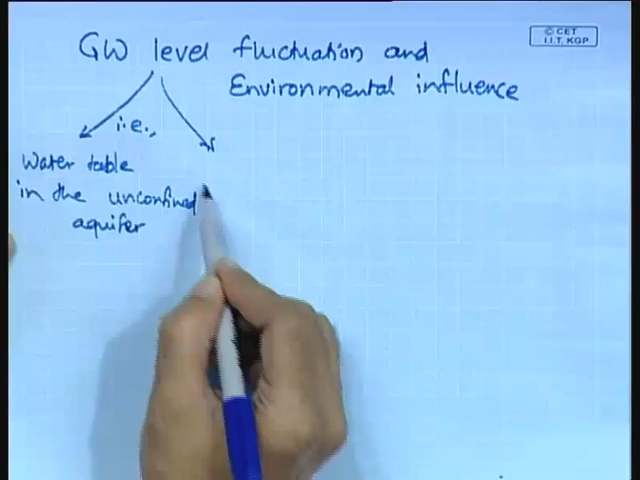 GW level fluctuation and
Environmental influence
i.e.,
Water table
in the unconfined
aquifer
© CET
I.I.T. KGP